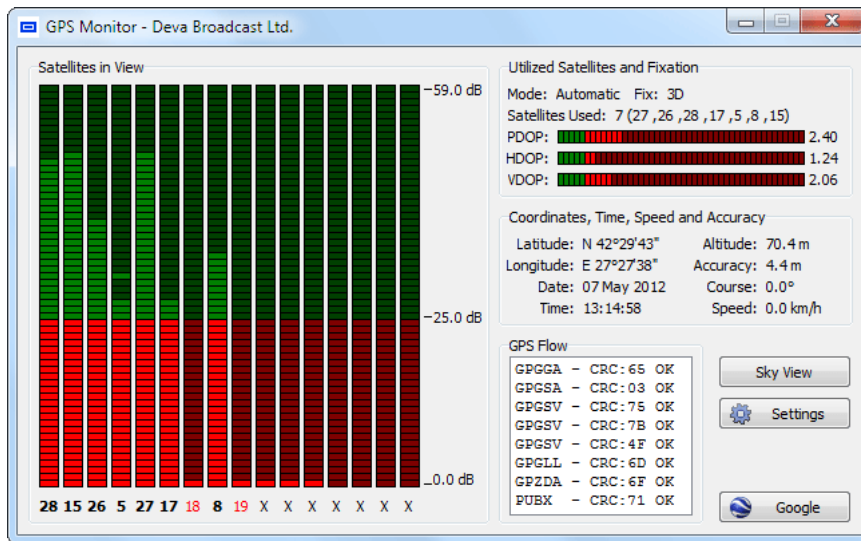 GPS Monitor - Deva Broadcast Ltd.
Satellites in View
59.0 dB
25.0 dB
0.0 dB
28 15 26 5 27 17 18 8 19 X X X X X X X
Utilized Satellites and Fixation
Mode: Automatic Fix: 3D
Satellites Used: 7 (27 ,26 ,28 ,17 ,5 ,8 ,15)
PDOP: 2.40
HDOP: 1.24
VDOP: 2.06
Coordinates, Time, Speed and Accuracy
Latitude: N 42°29'43" Altitude: 70.4 m
Longitude: E 27°27'38" Accuracy: 4.4 m
Date: 07 May 2012 Course: 0.0°
Time: 13:14:58 Speed: 0.0 km/h
GPS Flow
GPGGA - CRC:65 OK
GPGSA - CRC:03 OK
GPGSV - CRC:75 OK
GPGSV - CRC:7B OK
GPGSV - CRC:4F OK
GPGLL - CRC:6D OK
GPZDA - CRC:6F OK
PUBX - CRC:71 OK
Sky View
Settings
Google